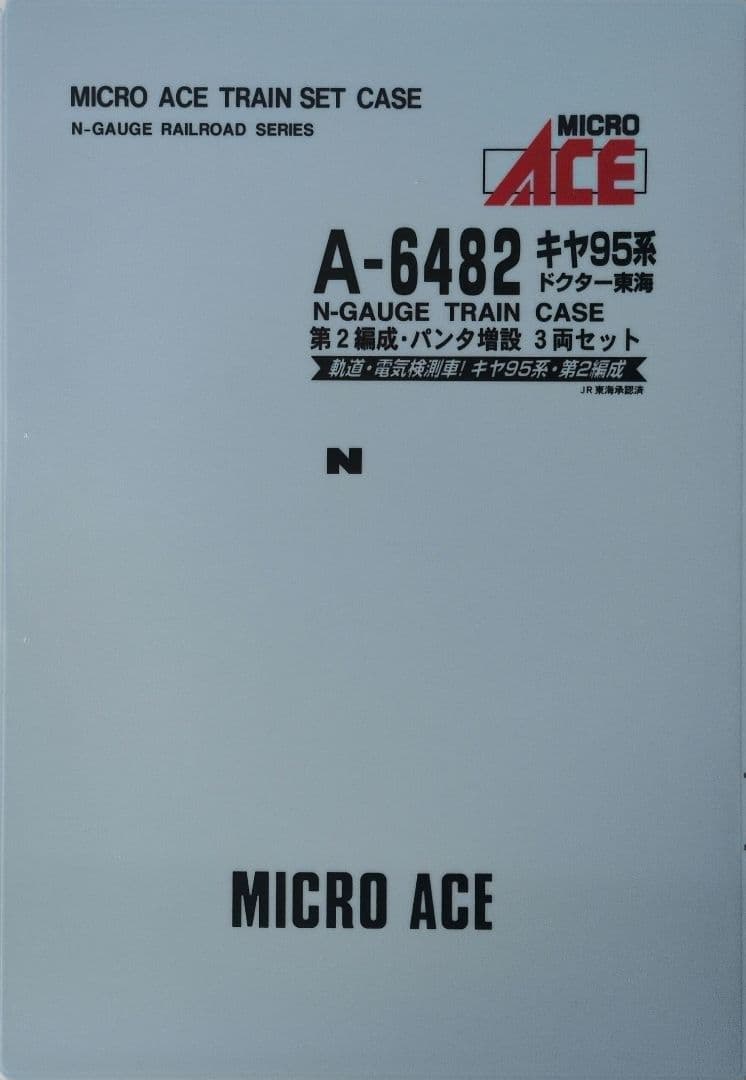 MICRO ACE TRAIN SET CASE
N-GAUGE RAILROAD SERIES
MICRO
ACE
A-6482 キヤ95系
ドクター東海
N-GAUGE TRAIN CASE
第2編成・パンタ増設 3両セット
軌道・電気検測車! キヤ95系・第2編成
JR東海承認済
N
MICRO ACE